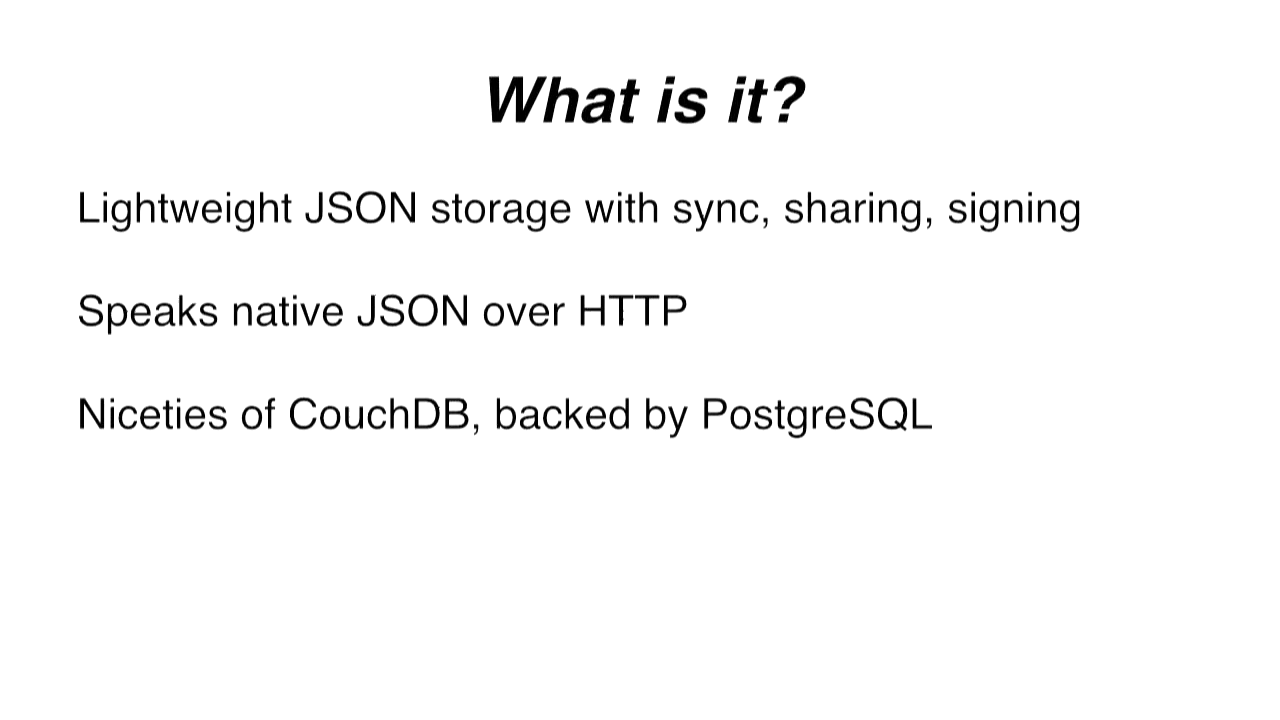 What is it?
Lightweight JSON storage with sync, sharing, signing
Speaks native JSON over HTTP
Niceties of CouchDB, backed by PostgreSQL